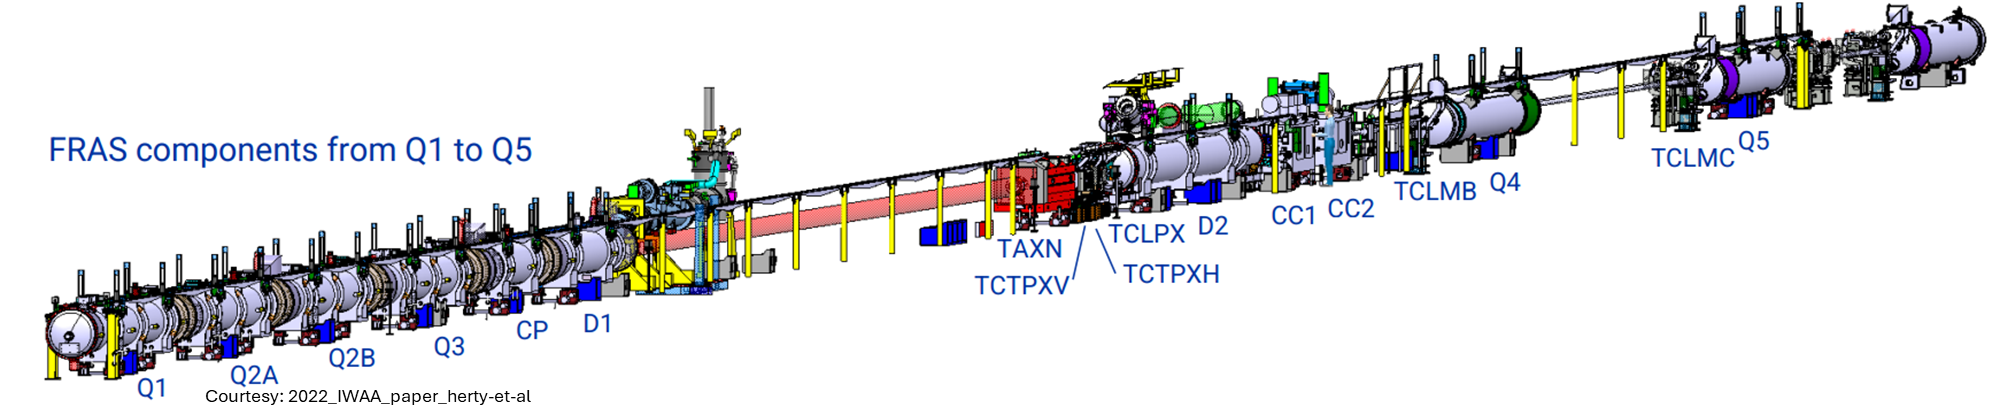 FRAS components from Q1 to Q5
Q1
Q2A
Q2B
Q3
CP
D1
TAXN
TCTPXV
TCLPX
TCTPXH
D2
CC1
CC2
TCLMB
Q4
TCLMC
Q5
Courtesy: 2022_IWAA_paper_herty-et-al